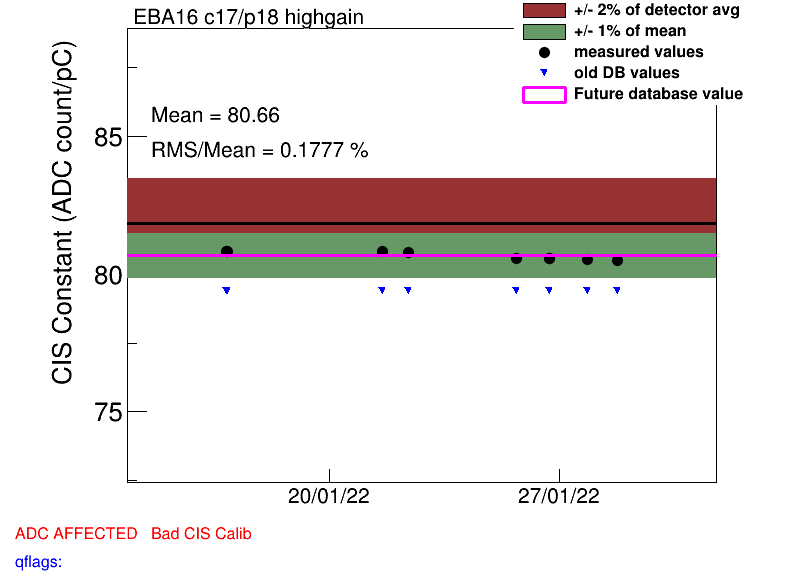 EBA16 c17/p18 highgain
+/- 2% of detector avg
+/- 1% of mean
measured values
old DB values
Future database value
Mean = 80.66
RMS/Mean = 0.1777 %
CIS Constant (ADC count/pC)
85
80
75
20/01/22
27/01/22
ADC AFFECTED   Bad CIS Calib
qflags: